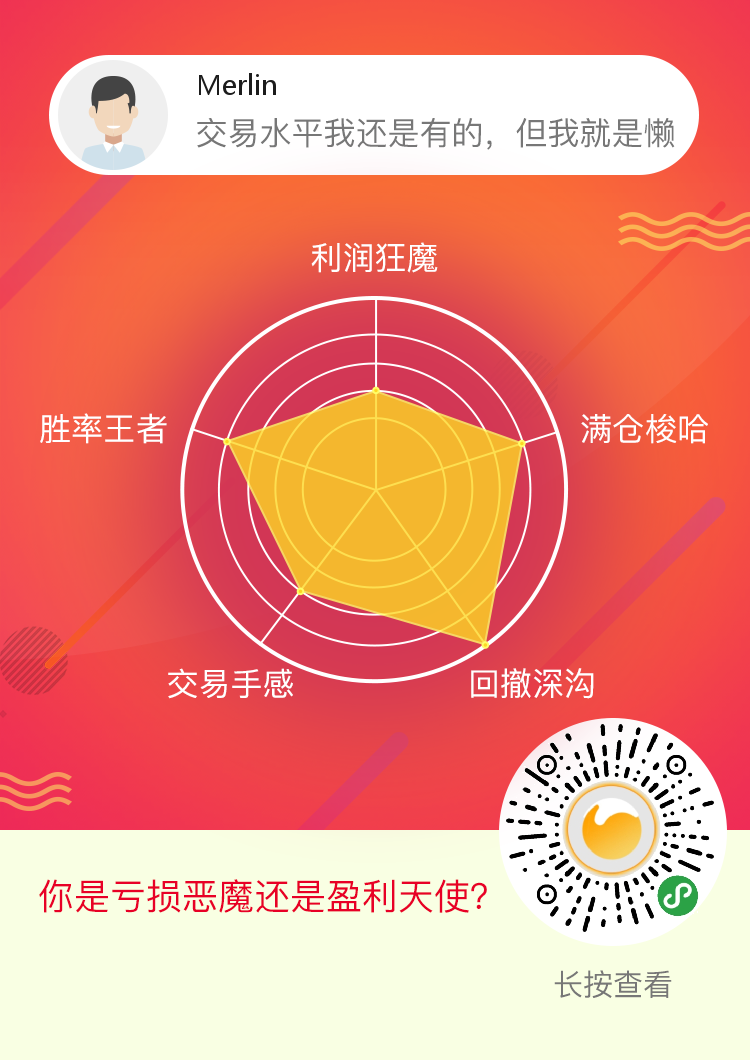 Merlin
交易水平我还是有的，但我就是懒
利润狂魔
胜率王者
满仓梭哈
交易手感
回撤深沟
你是亏损恶魔还是盈利天使？
长按查看